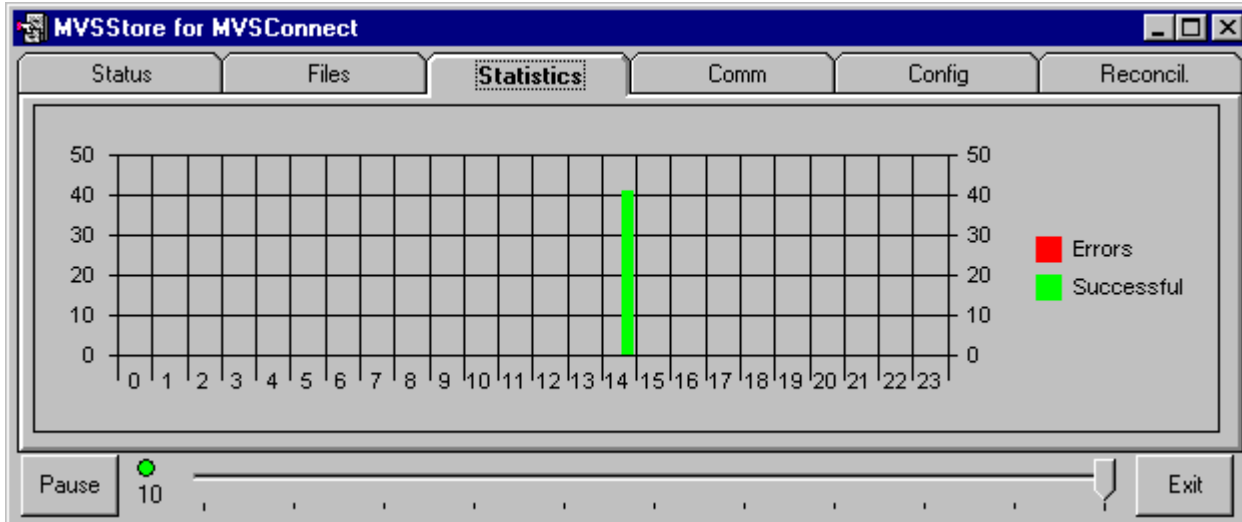 MVSStore for MVSConnect
Status Files Statistics Comm Config Reconcil.
50 50
40 40
30 30
Errors
20 20
Successful
10 10
0 0
0 1 2 3 4 5 6 7 8 9 10 11 12 13 14 15 16 17 18 19 20 21 22 23
Pause 10 Exit